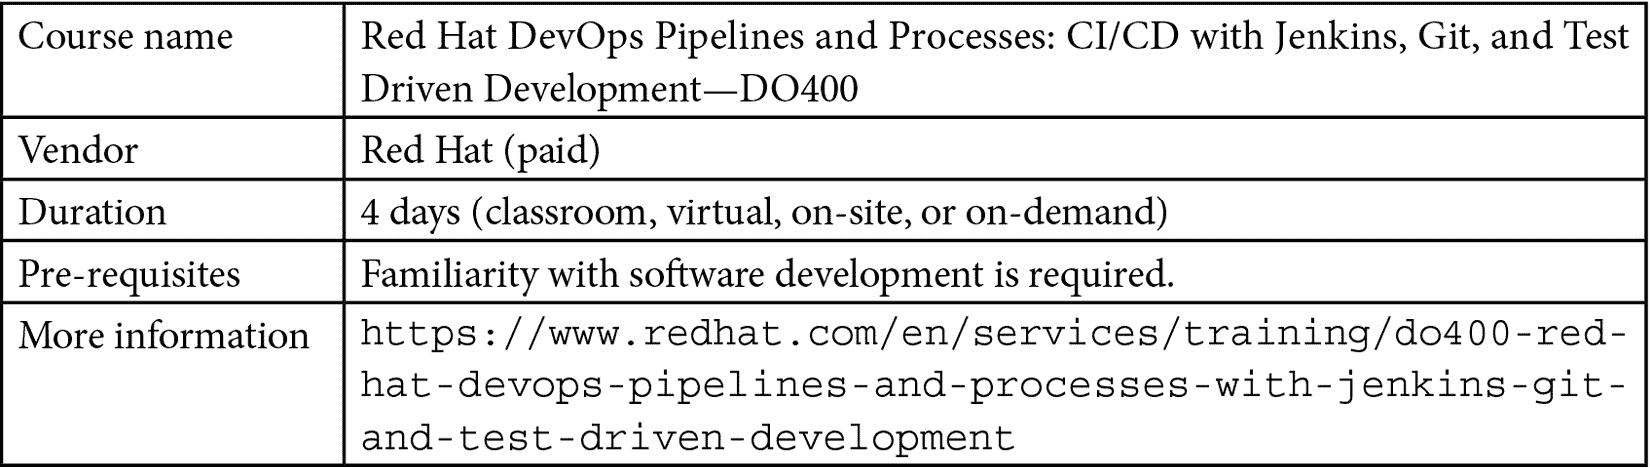 Course name
Red Hat DevOps Pipelines and Processes: CI/CD with Jenkins, Git, and Test
Driven Development—DO400
Vendor
Red Hat (paid)
Duration
4 days (classroom, virtual, on-site, or on-demand)
Pre-requisites
Familiarity with software development is required.
More information
https://www.redhat.com/en/services/training/do400-red-
hat-devops-pipelines-and-processes-with-jenkins-git-
and-test-driven-development